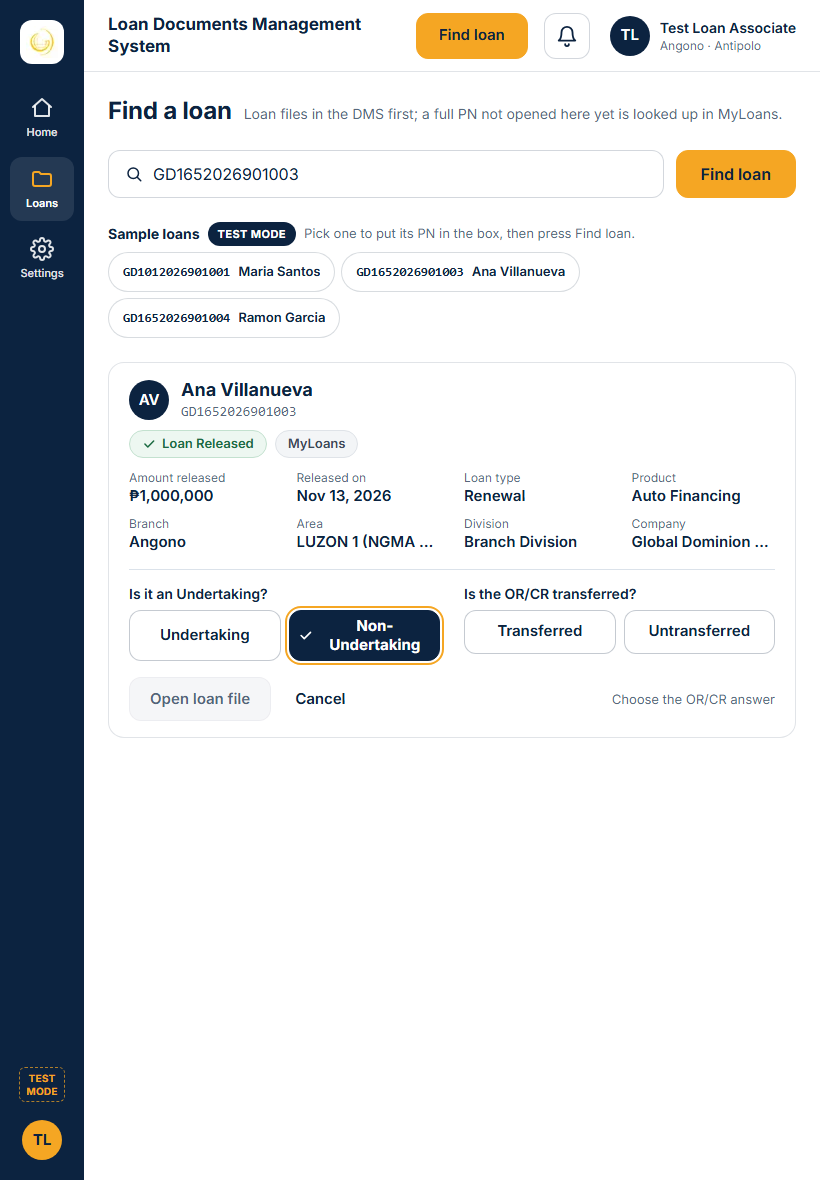 Loan Documents Management
System
Find loan
TL
Test Loan Associate
Angono · Antipolo
Home
Loans
Settings
Find a loan
Loan files in the DMS first; a full PN not opened here yet is looked up in MyLoans.
GD1652026901003
Find loan
Sample loans
TEST MODE
Pick one to put its PN in the box, then press Find loan.
GD1012026901001 Maria Santos
GD1652026901003 Ana Villanueva
GD1652026901004 Ramon Garcia
AV
Ana Villanueva
GD1652026901003
Loan Released
MyLoans
Amount released
₱1,000,000
Released on
Nov 13, 2026
Loan type
Renewal
Product
Auto Financing
Branch
Angono
Area
LUZON 1 (NGMA ...
Division
Branch Division
Company
Global Dominion ...
Is it an Undertaking?
Undertaking
Non-
Undertaking
Is the OR/CR transferred?
Transferred
Untransferred
Open loan file
Cancel
Choose the OR/CR answer
TEST
MODE
TL